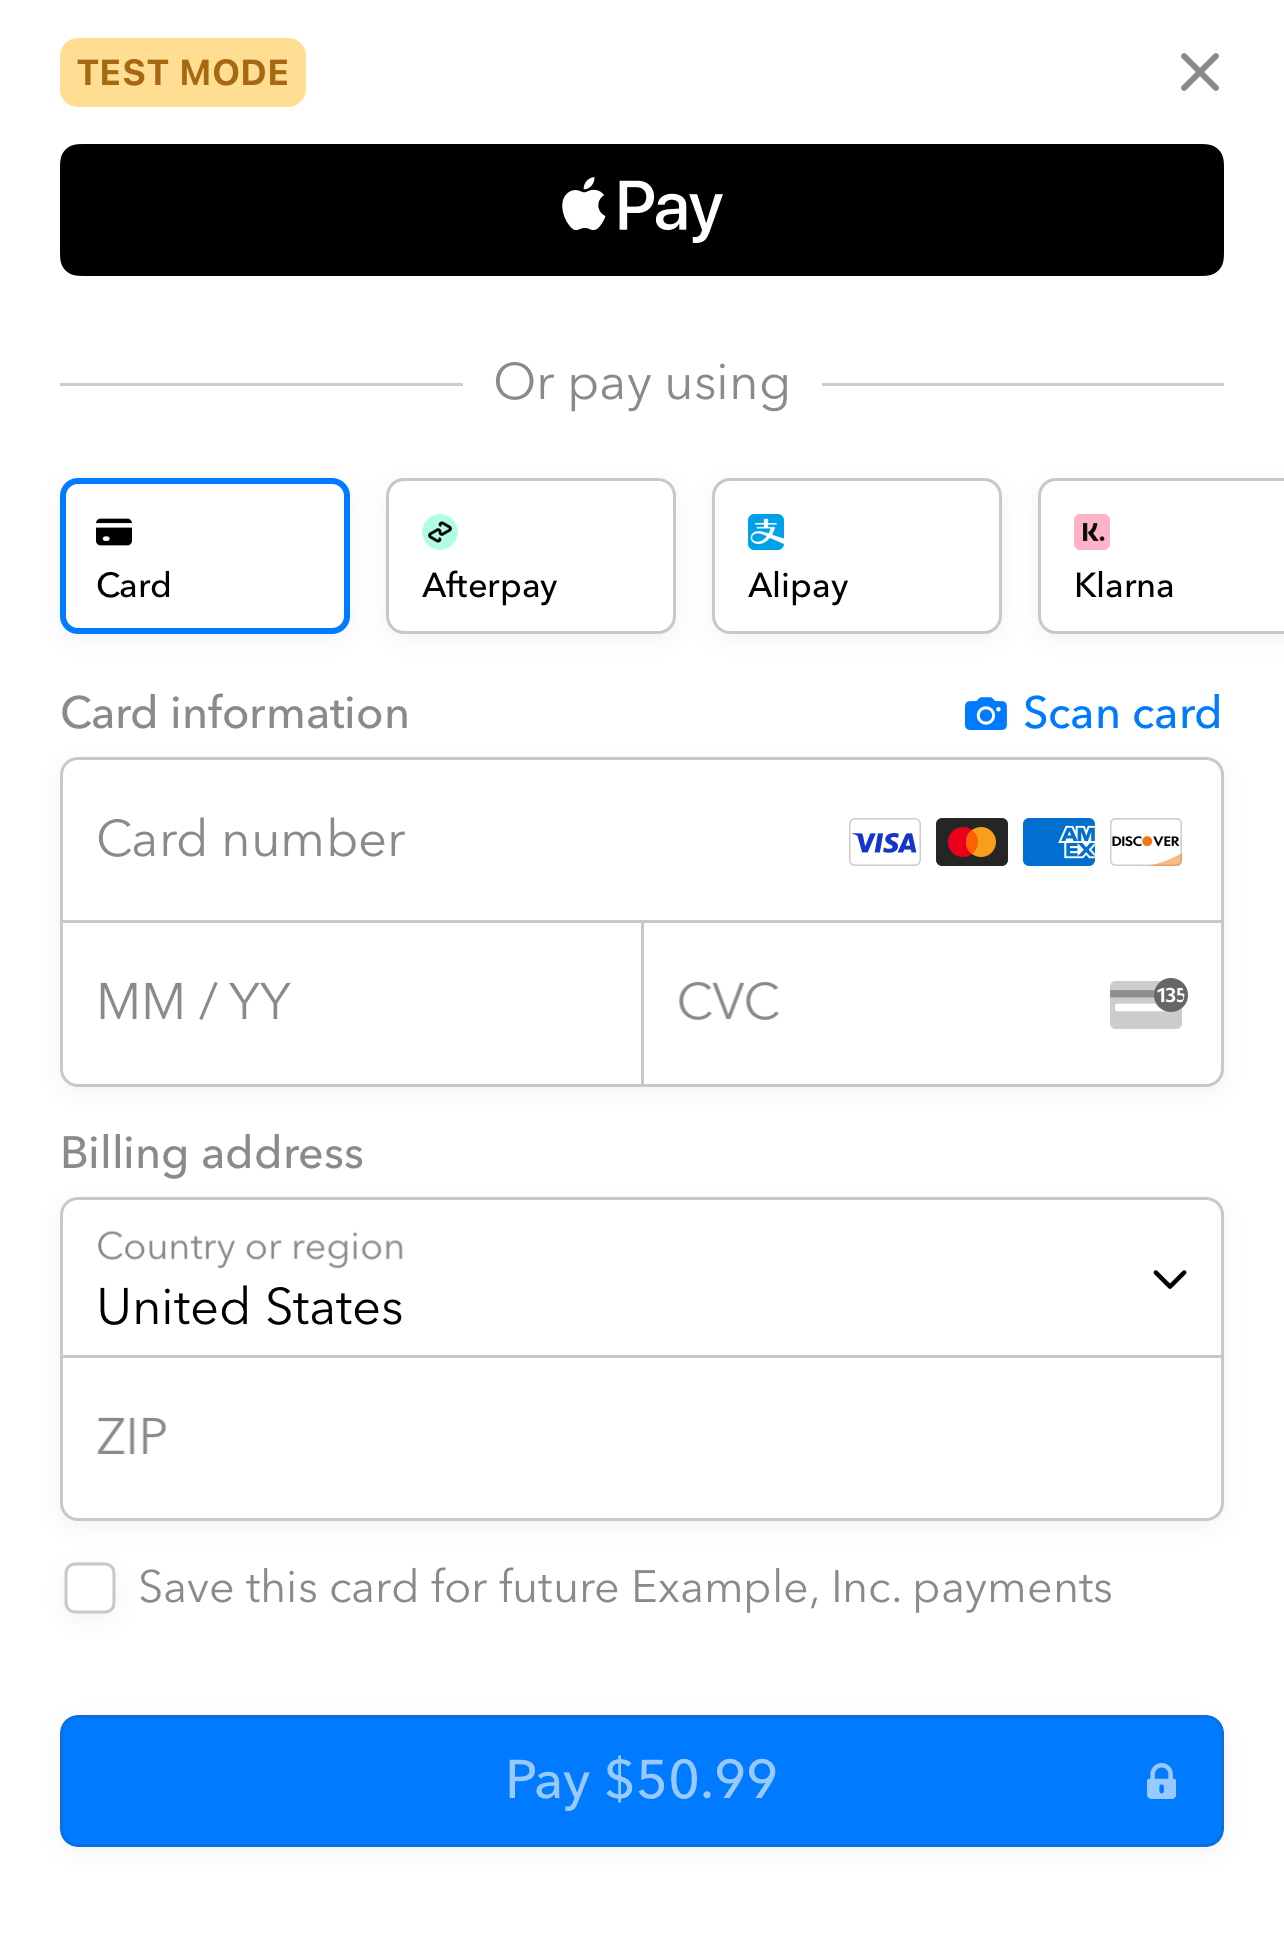 TEST MODE
Pay
Or pay using
Card
Afterpay
支
Alipay
K.
Klarna
Card information
Scan card
Card number
VISA
AM
EX
DISCOVER
MM / YY
CVC
135
Billing address
Country or region
United States
ZIP
Save this card for future Example, Inc. payments
Pay $50.99